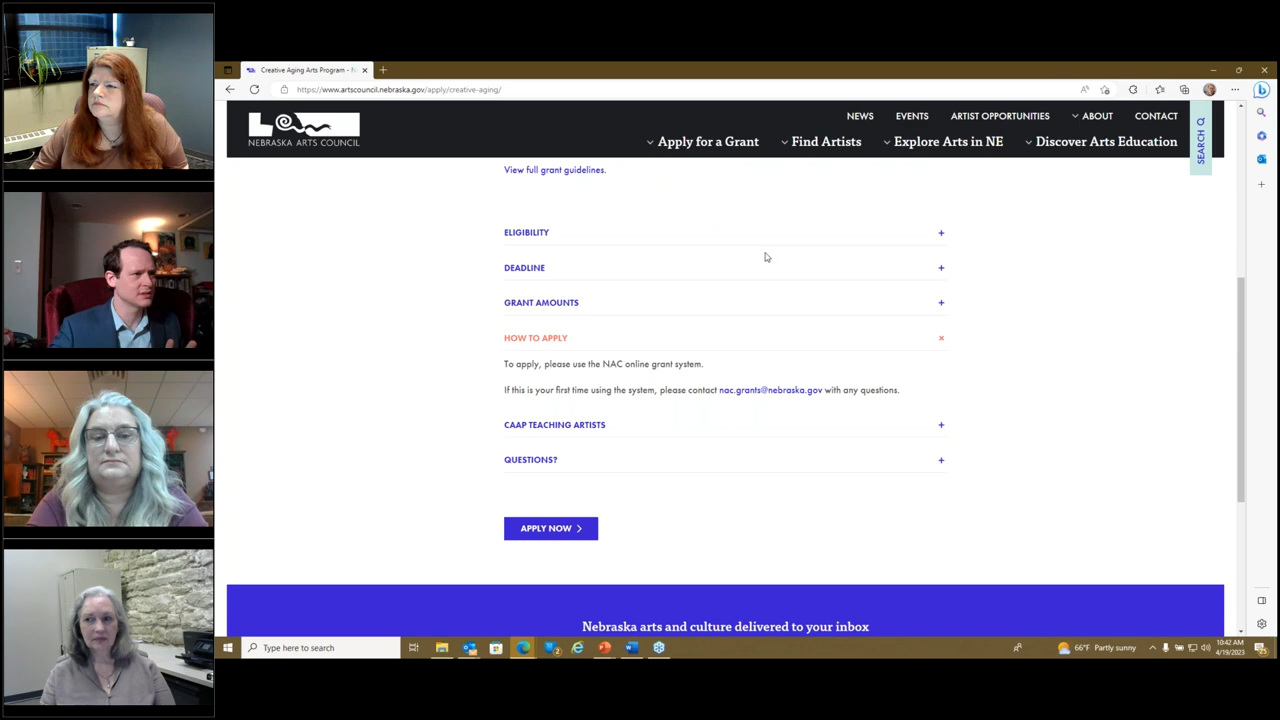 Creative Aging Arts Program - N
https://www.artscouncil.nebraska.gov/apply/creative-aging/
NEBRASKA ARTS COUNCIL
NEWS
EVENTS
ARTIST OPPORTUNITIES
ABOUT
CONTACT
Apply for a Grant
Find Artists
Explore Arts in NE
Discover Arts Education
SEARCH
View full grant guidelines.
ELIGIBILITY +
DEADLINE +
GRANT AMOUNTS +
HOW TO APPLY ×
To apply, please use the NAC online grant system.
If this is your first time using the system, please contact nac.grants@nebraska.gov with any questions.
CAAP TEACHING ARTISTS +
QUESTIONS? +
APPLY NOW >
Nebraska arts and culture delivered to your inbox
Type here to search
66°F Partly sunny
10:42 AM
4/19/2023